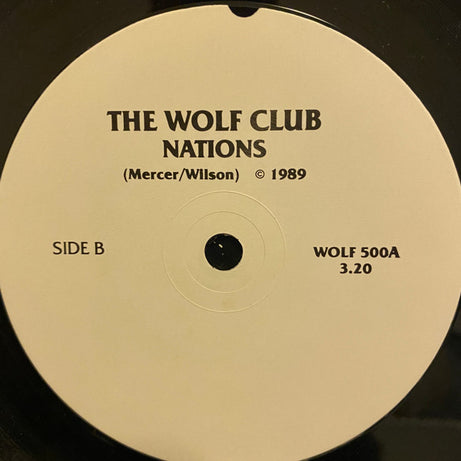 THE WOLF CLUB
NATIONS
(Mercer/Wilson) © 1989
SIDE B
WOLF 500A
3.20